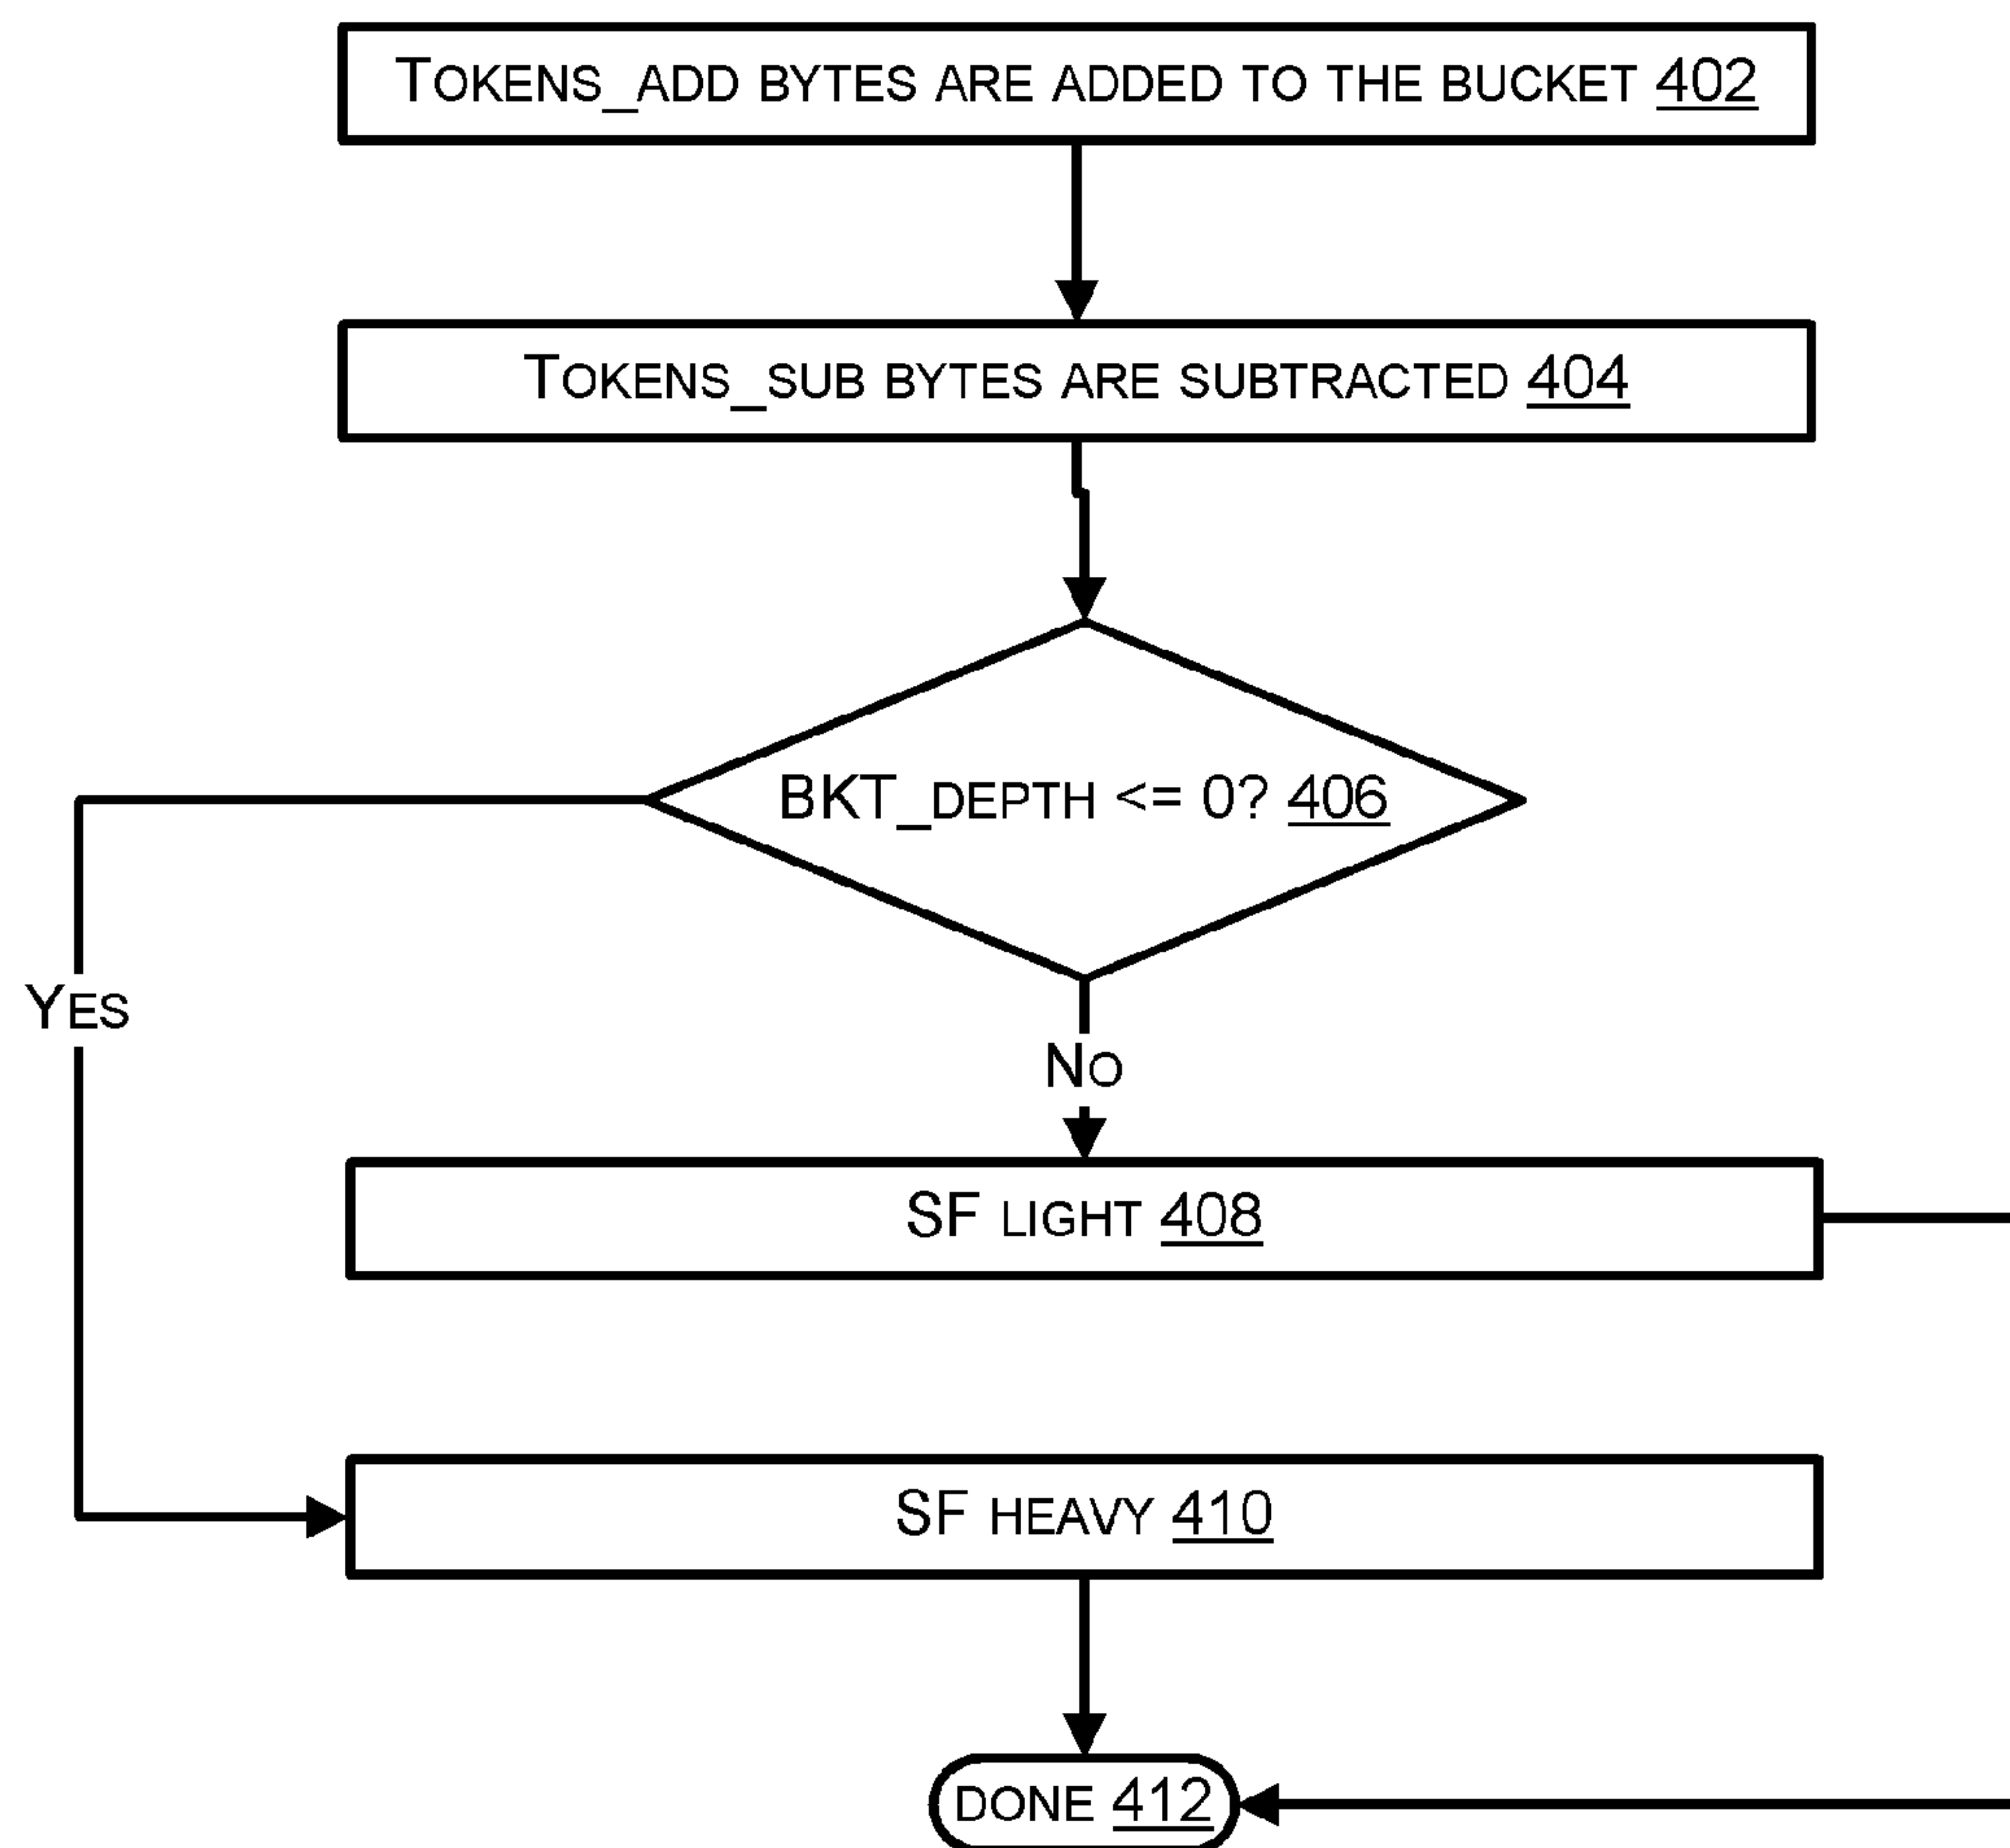 TOKENS_ADD BYTES ARE ADDED TO THE BUCKET 402
TOKENS_SUB BYTES ARE SUBTRACTED 404
BKT_DEPTH <= 0? 406
YES
NO
SF LIGHT 408
SF HEAVY 410
DONE 412